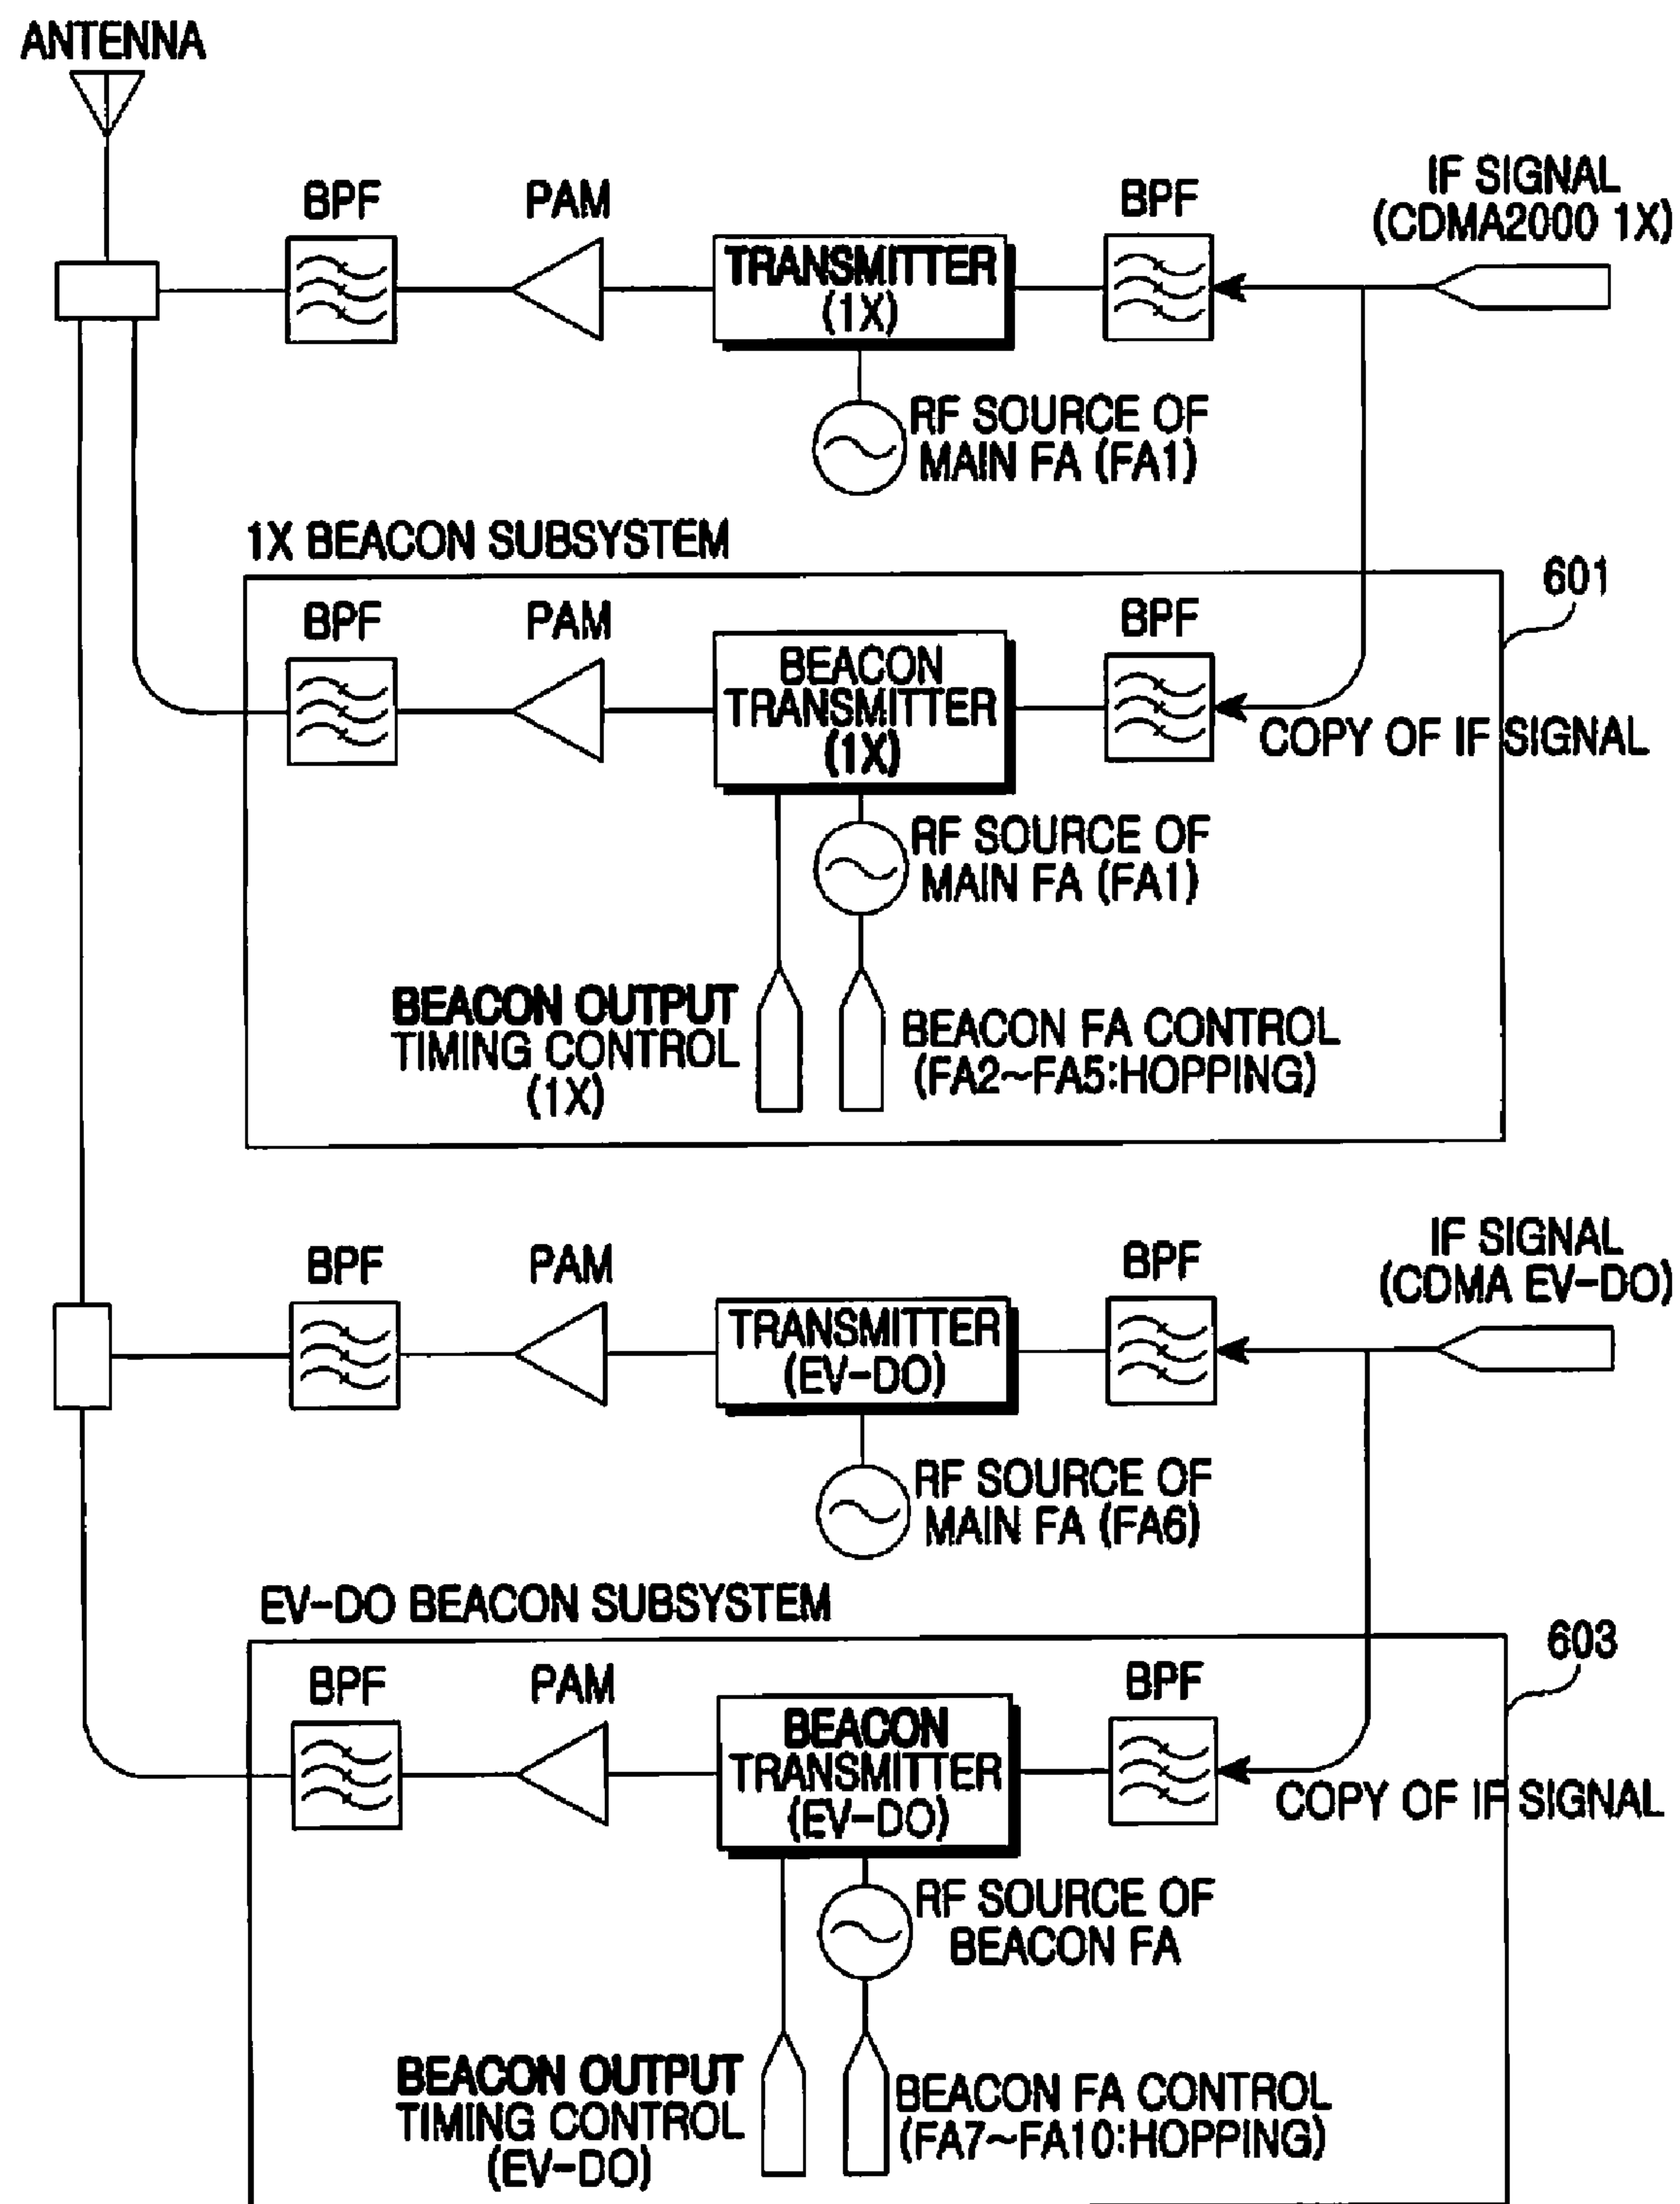 ANTENNA
BPF
PAM
TRANSMITTER
(1X)
BPF
IF SIGNAL
(CDMA2000 1X)
RF SOURCE OF
MAIN FA (FA1)
1X BEACON SUBSYSTEM
601
BPF
PAM
BEACON
TRANSMITTER
(1X)
BPF
COPY OF IF SIGNAL
RF SOURCE OF
MAIN FA (FA1)
BEACON OUTPUT
TIMING CONTROL
(1X)
BEACON FA CONTROL
(FA2~FA5:HOPPING)
BPF
PAM
TRANSMITTER
(EV-DO)
BPF
IF SIGNAL
(CDMA EV-DO)
RF SOURCE OF
MAIN FA (FA6)
EV-DO BEACON SUBSYSTEM
603
BPF
PAM
BEACON
TRANSMITTER
(EV-DO)
BPF
COPY OF IF SIGNAL
RF SOURCE OF
BEACON FA
BEACON OUTPUT
TIMING CONTROL
(EV-DO)
BEACON FA CONTROL
(FA7~FA10:HOPPING)